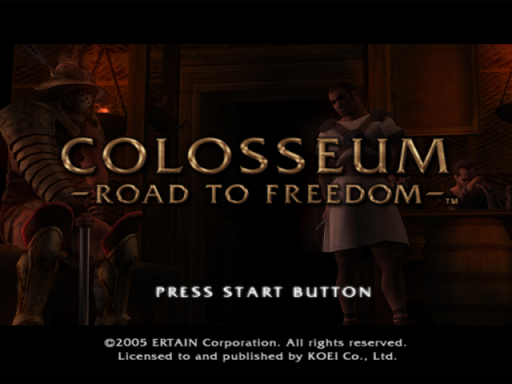 COLOSSEUM
-ROAD TO FREEDOM-™
PRESS START BUTTON
©2005 ERTAIN Corporation. All rights reserved.
Licensed to and published by KOEI Co., Ltd.